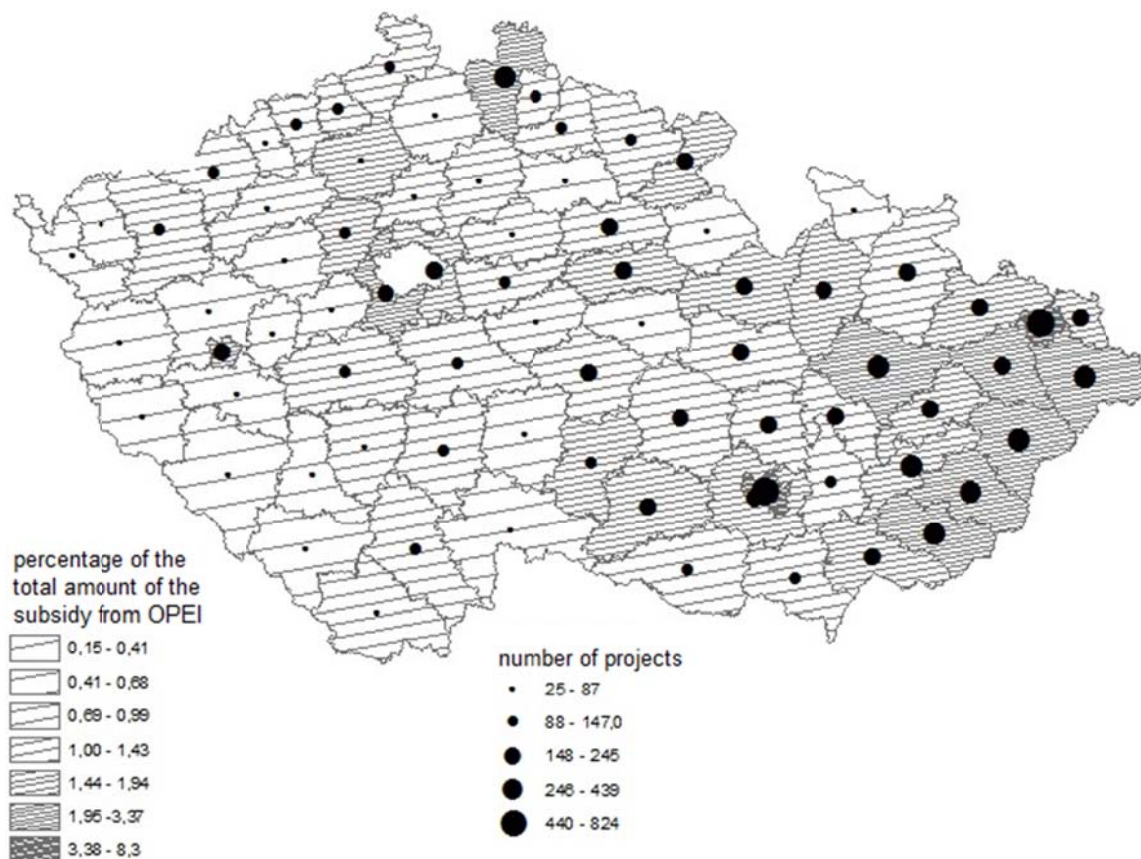 percentage of the
total amount of the
subsidy from OPEI
0,15 - 0,41
0,41 - 0,68
0,69 - 0,99
1,00 - 1,43
1,44 - 1,94
1,95 -3,37
3,38 - 8,3
number of projects
25 - 87
88 - 147,0
148 - 245
246 - 439
440 - 824